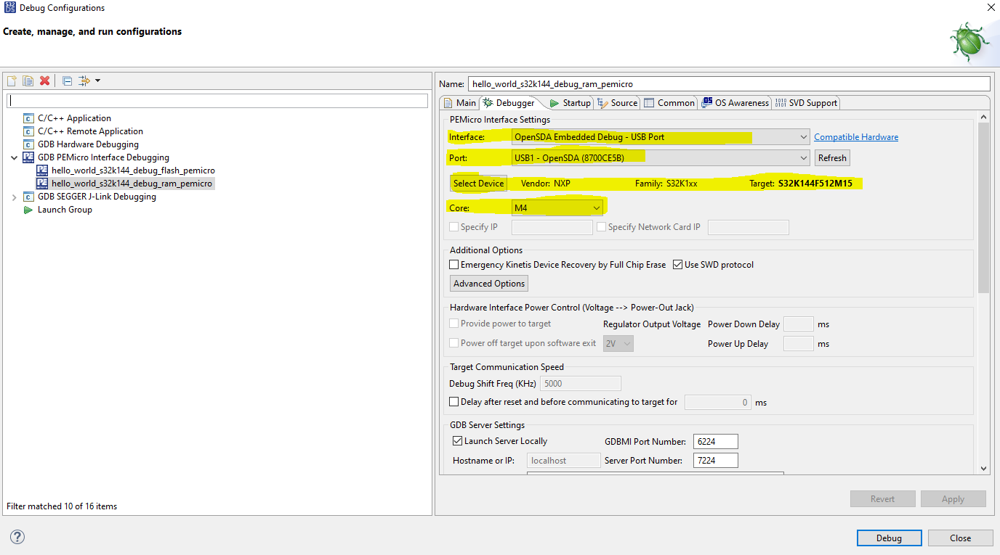 S32 DS Debug Configurations
Create, manage, and run configurations
C/C++ Application
C/C++ Remote Application
GDB Hardware Debugging
GDB PEMicro Interface Debugging
hello_world_s32k144_debug_flash_pemicro
hello_world_s32k144_debug_ram_pemicro
GDB SEGGER J-Link Debugging
Launch Group
Filter matched 10 of 16 items
Name: hello_world_s32k144_debug_ram_pemicro
Main Debugger Startup Source Common OS Awareness SVD Support
PEMicro Interface Settings
Interface: OpenSDA Embedded Debug - USB Port Compatible Hardware
Port: USB1 - OpenSDA (8700CE5B) Refresh
Select Device Vendor: NXP Family: S32K1xx Target: S32K144F512M15
Core: M4
Specify IP Specify Network Card IP
Additional Options
Emergency Kinetis Device Recovery by Full Chip Erase Use SWD protocol
Advanced Options
Hardware Interface Power Control (Voltage --> Power-Out Jack)
Provide power to target Regulator Output Voltage Power Down Delay ms
Power off target upon software exit 2V Power Up Delay ms
Target Communication Speed
Debug Shift Freq (KHz) 5000
Delay after reset and before communicating to target for 0 ms
GDB Server Settings
Launch Server Locally GDBMI Port Number: 6224
Hostname or IP: localhost Server Port Number: 7224
Revert Apply
Debug Close